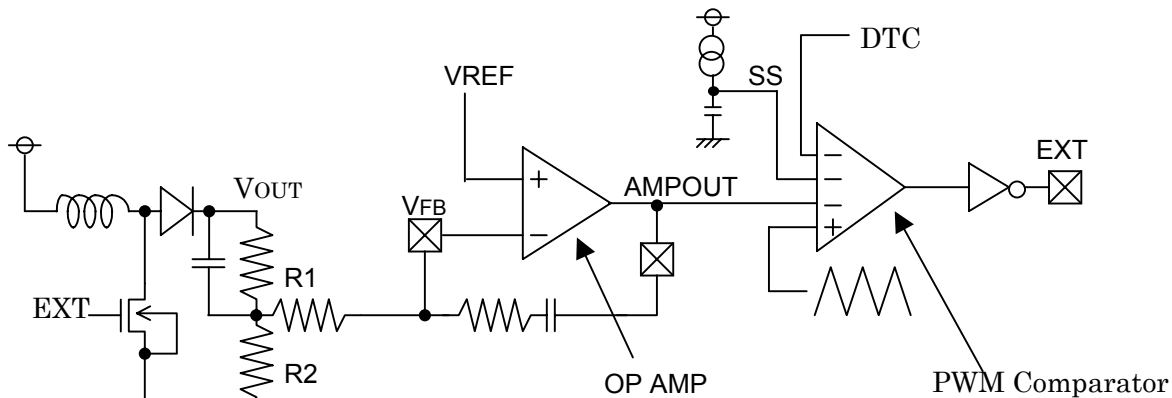 DTC
SS
VREF
EXT
VOUT
AMPOUT
VFB
R1
EXT
R2
OP AMP
PWM Comparator